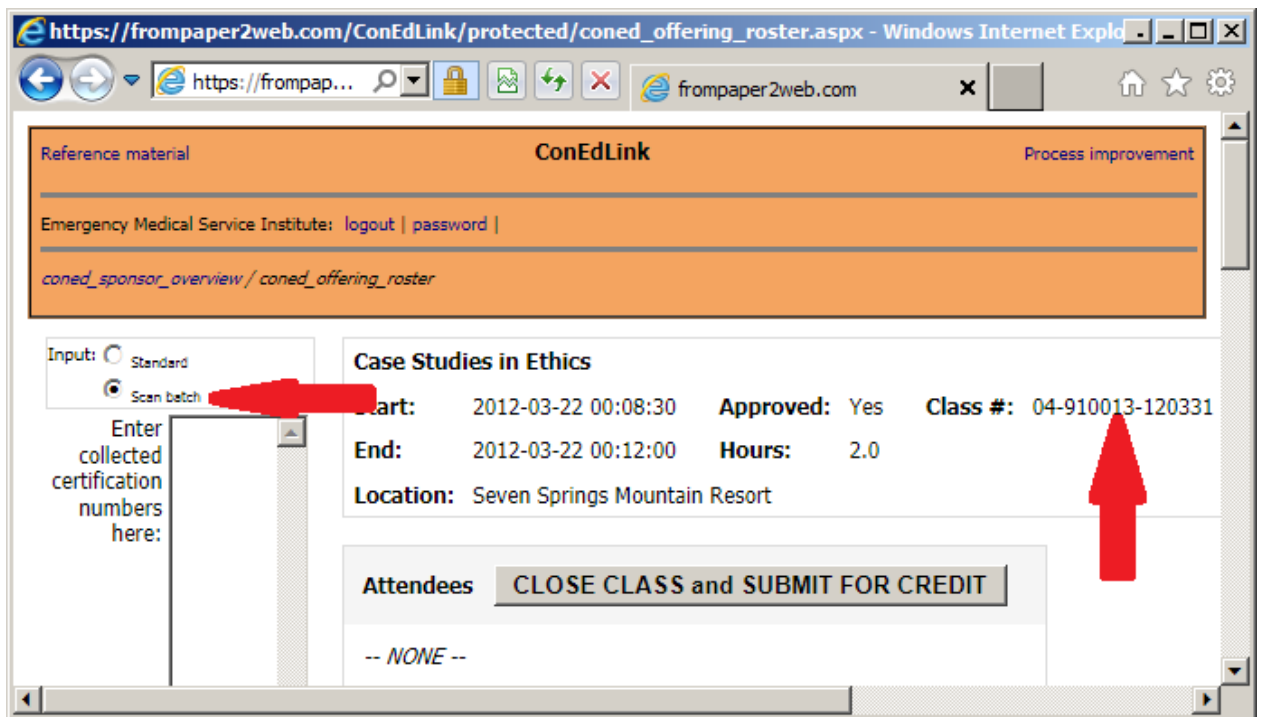 https://frompaper2web.com/ConEdLink/protected/coned_offering_roster.aspx - Windows Internet Explo
https://frompap... frompaper2web.com
Reference material ConEdLink Process improvement
Emergency Medical Service Institute: logout | password |
coned_sponsor_overview / coned_offering_roster
Input: Standard
Scan batch
Enter
collected
certification
numbers
here:
Case Studies in Ethics
Start: 2012-03-22 00:08:30 Approved: Yes Class #: 04-910013-120331
End: 2012-03-22 00:12:00 Hours: 2.0
Location: Seven Springs Mountain Resort
Attendees CLOSE CLASS and SUBMIT FOR CREDIT
-- NONE --